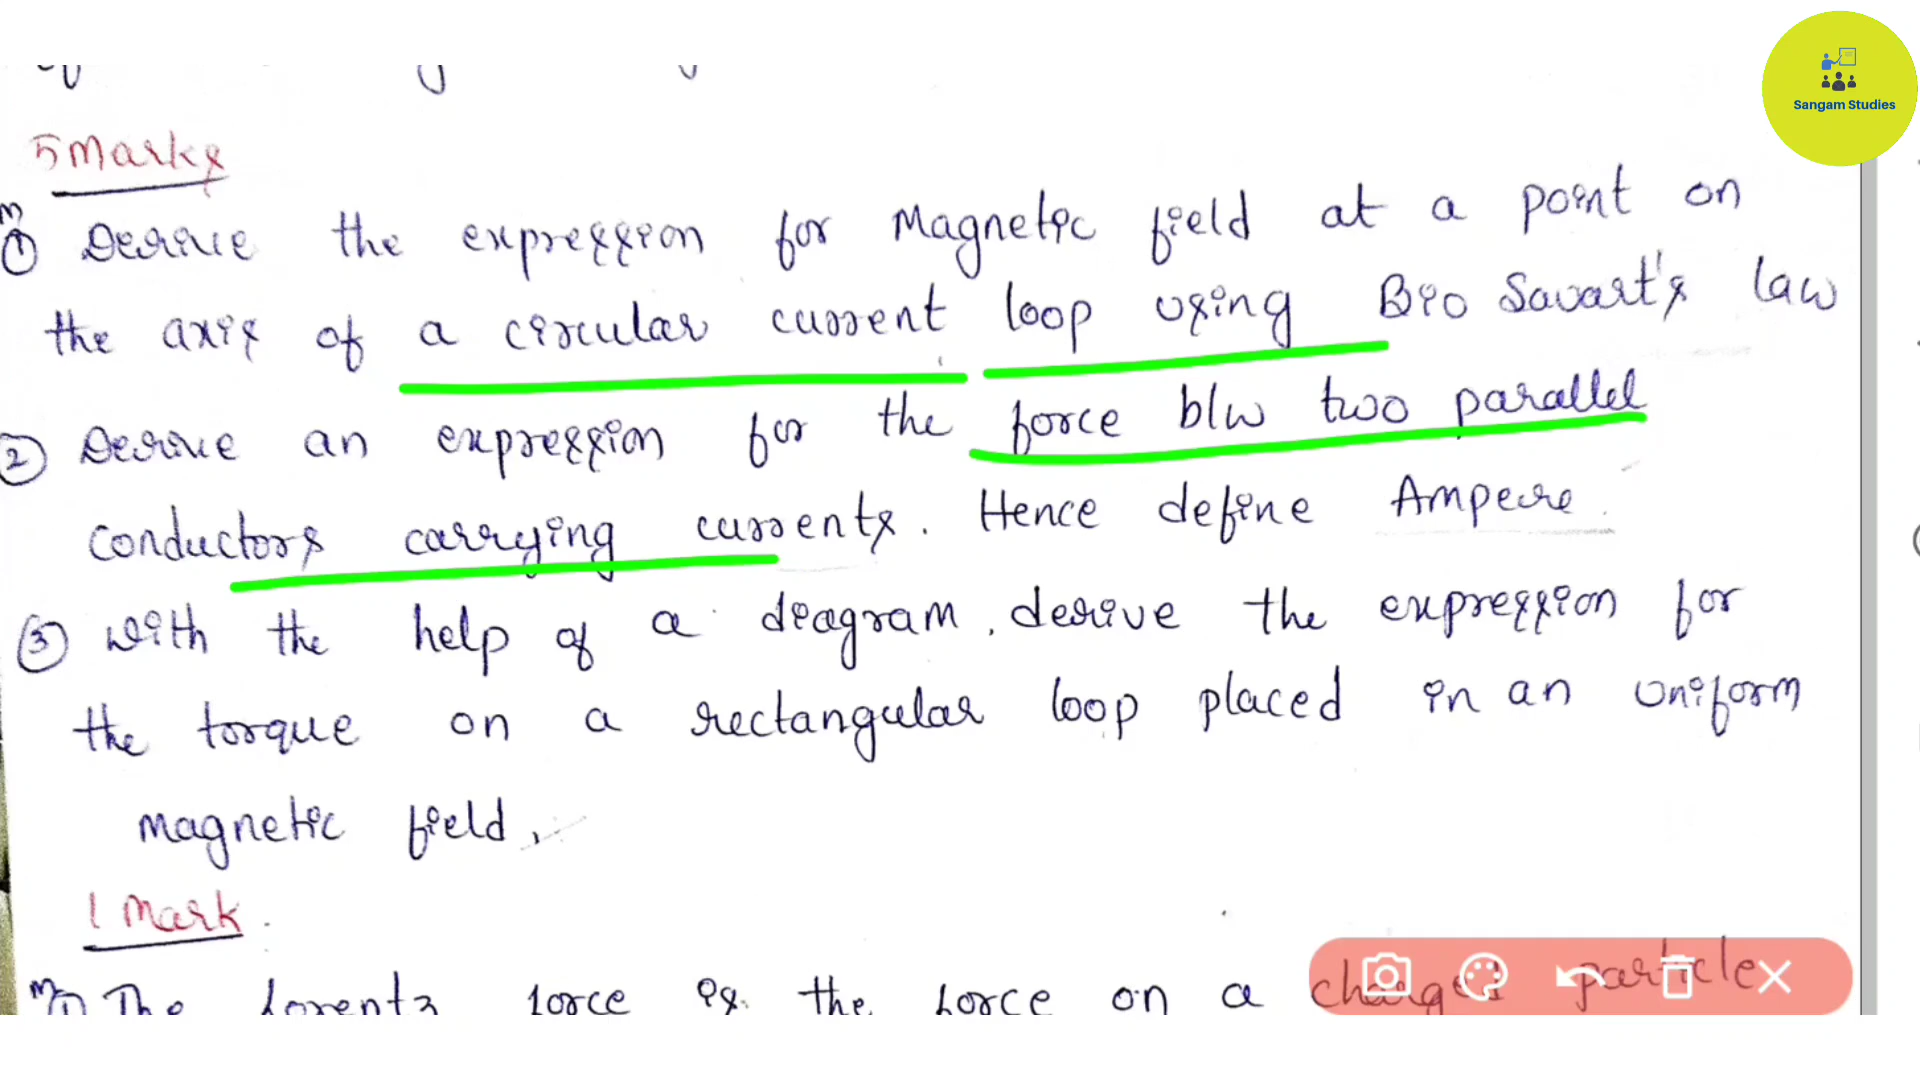 Sangam Studies
5 Marks
M
① Derive the expression for Magnetic field at a point on
the axis of a circular current loop using Bio Savart's law
② Derive an expression for the force b/w two parallel
conductors carrying currents. Hence define Ampere.
③ With the help of a diagram, derive the expression for
the torque on a rectangular loop placed in an uniform
magnetic field.
1 Mark
M ① The Lorentz force is the force on a charged particle